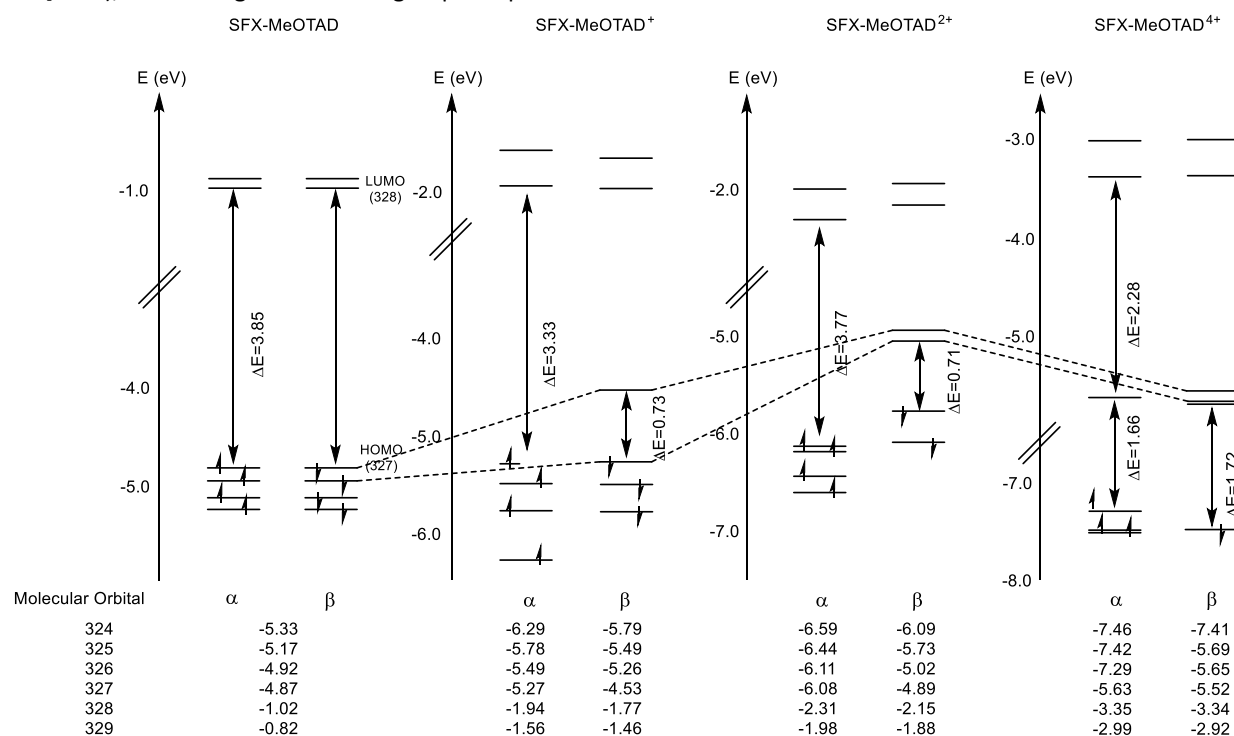 SFX-MeOTAD SFX-MeOTAD+ SFX-MeOTAD2+ SFX-MeOTAD4+
E (eV) E (eV) E (eV) E (eV)
-3.0
-1.0 LUMO -2.0 -2.0
(328)
-4.0
ΔE=3.85 ΔE=3.33 ΔE=3.77 ΔE=2.28
-4.0 -5.0 -5.0
-4.0
ΔE=0.73 ΔE=0.71 ΔE=1.66 ΔE=1.72
-5.0 -6.0
HOMO
(327)
-5.0 -7.0
-6.0 -7.0
-8.0
Molecular Orbital α β α β α β α β
324 -5.33 -6.29 -5.79 -6.59 -6.09 -7.46 -7.41
325 -5.17 -5.78 -5.49 -6.44 -5.73 -7.42 -5.69
326 -4.92 -5.49 -5.26 -6.11 -5.02 -7.29 -5.65
327 -4.87 -5.27 -4.53 -6.08 -4.89 -5.63 -5.52
328 -1.02 -1.94 -1.77 -2.31 -2.15 -3.35 -3.34
329 -0.82 -1.56 -1.46 -1.98 -1.88 -2.99 -2.92